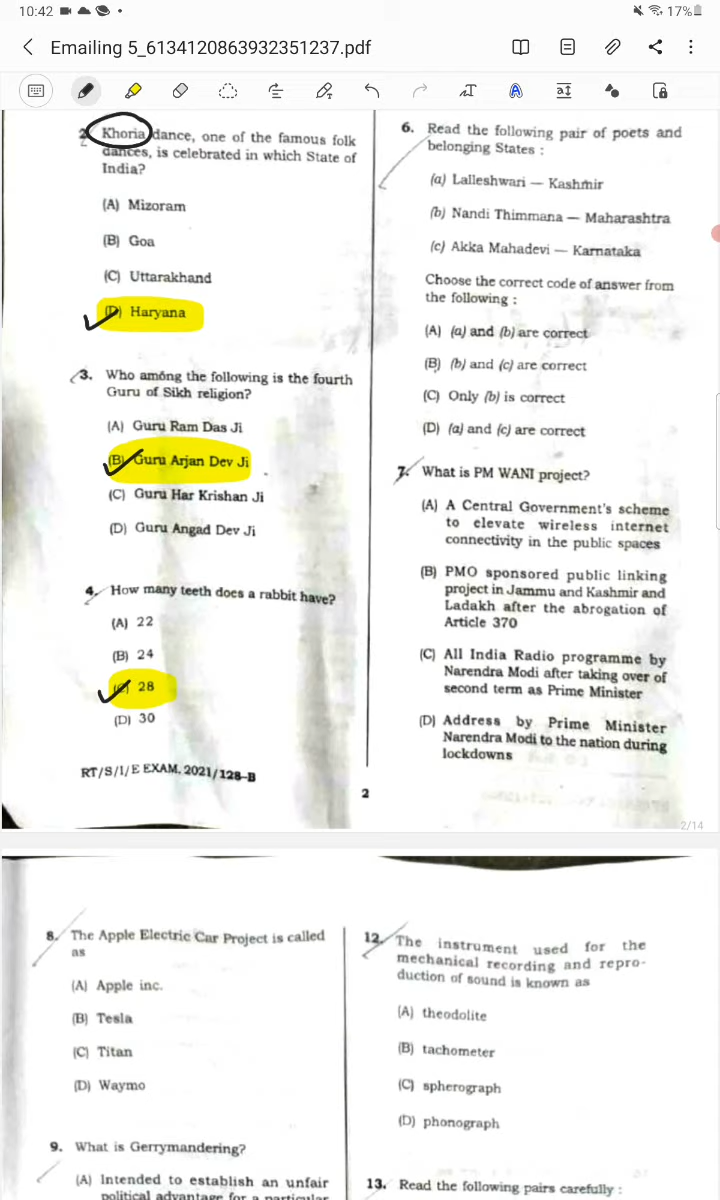 10:42
17%
Emailing 5_6134120863932351237.pdf
2. Khoria dance, one of the famous folk
dances, is celebrated in which State of
India?
(A) Mizoram
(B) Goa
(C) Uttarakhand
(D) Haryana
3. Who among the following is the fourth
Guru of Sikh religion?
(A) Guru Ram Das Ji
(B) Guru Arjan Dev Ji
(C) Guru Har Krishan Ji
(D) Guru Angad Dev Ji
4. How many teeth does a rabbit have?
(A) 22
(B) 24
(C) 28
(D) 30
RT/S/I/E EXAM, 2021/128-B
6. Read the following pair of poets and
belonging States :
(a) Lalleshwari — Kashmir
(b) Nandi Thimmana — Maharashtra
(c) Akka Mahadevi — Karnataka
Choose the correct code of answer from
the following :
(A) (a) and (b) are correct
(B) (b) and (c) are correct
(C) Only (b) is correct
(D) (a) and (c) are correct
7. What is PM WANI project?
(A) A Central Government's scheme
to elevate wireless internet
connectivity in the public spaces
(B) PMO sponsored public linking
project in Jammu and Kashmir and
Ladakh after the abrogation of
Article 370
(C) All India Radio programme by
Narendra Modi after taking over of
second term as Prime Minister
(D) Address by Prime Minister
Narendra Modi to the nation during
lockdowns
2
2/14
8. The Apple Electric Car Project is called
as
(A) Apple inc.
(B) Tesla
(C) Titan
(D) Waymo
9. What is Gerrymandering?
(A) Intended to establish an unfair
political advantage for a particular
12. The instrument used for the
mechanical recording and repro-
duction of sound is known as
(A) theodolite
(B) tachometer
(C) spherograph
(D) phonograph
13. Read the following pairs carefully :